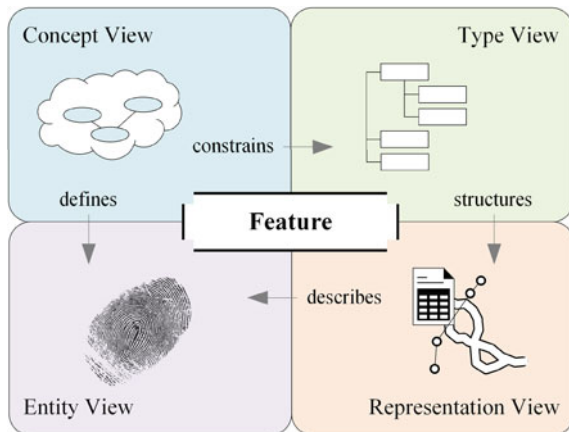 Concept View
Type View
constrains
defines
structures
Feature
describes
Entity View
Representation View